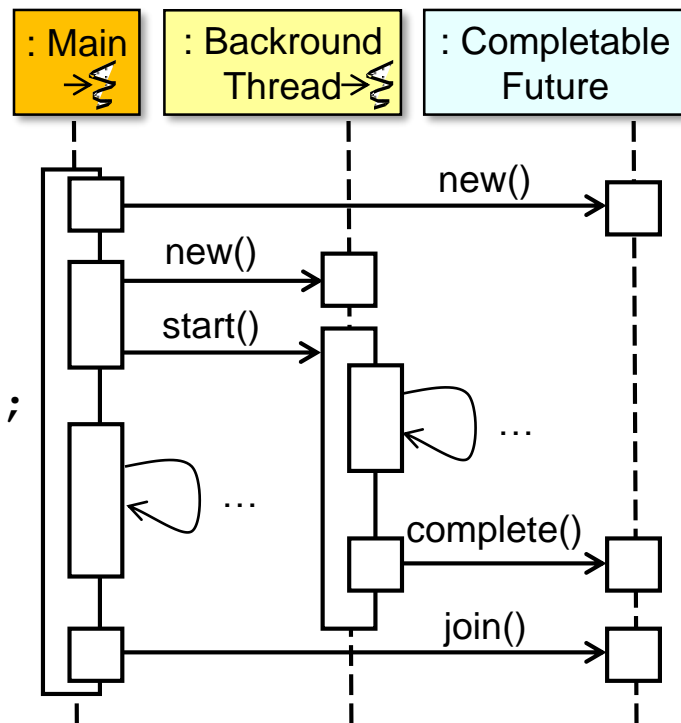 : Main
: Backround
Thread
: Completable
Future
new()
new()
start()
;
...
...
complete()
join()